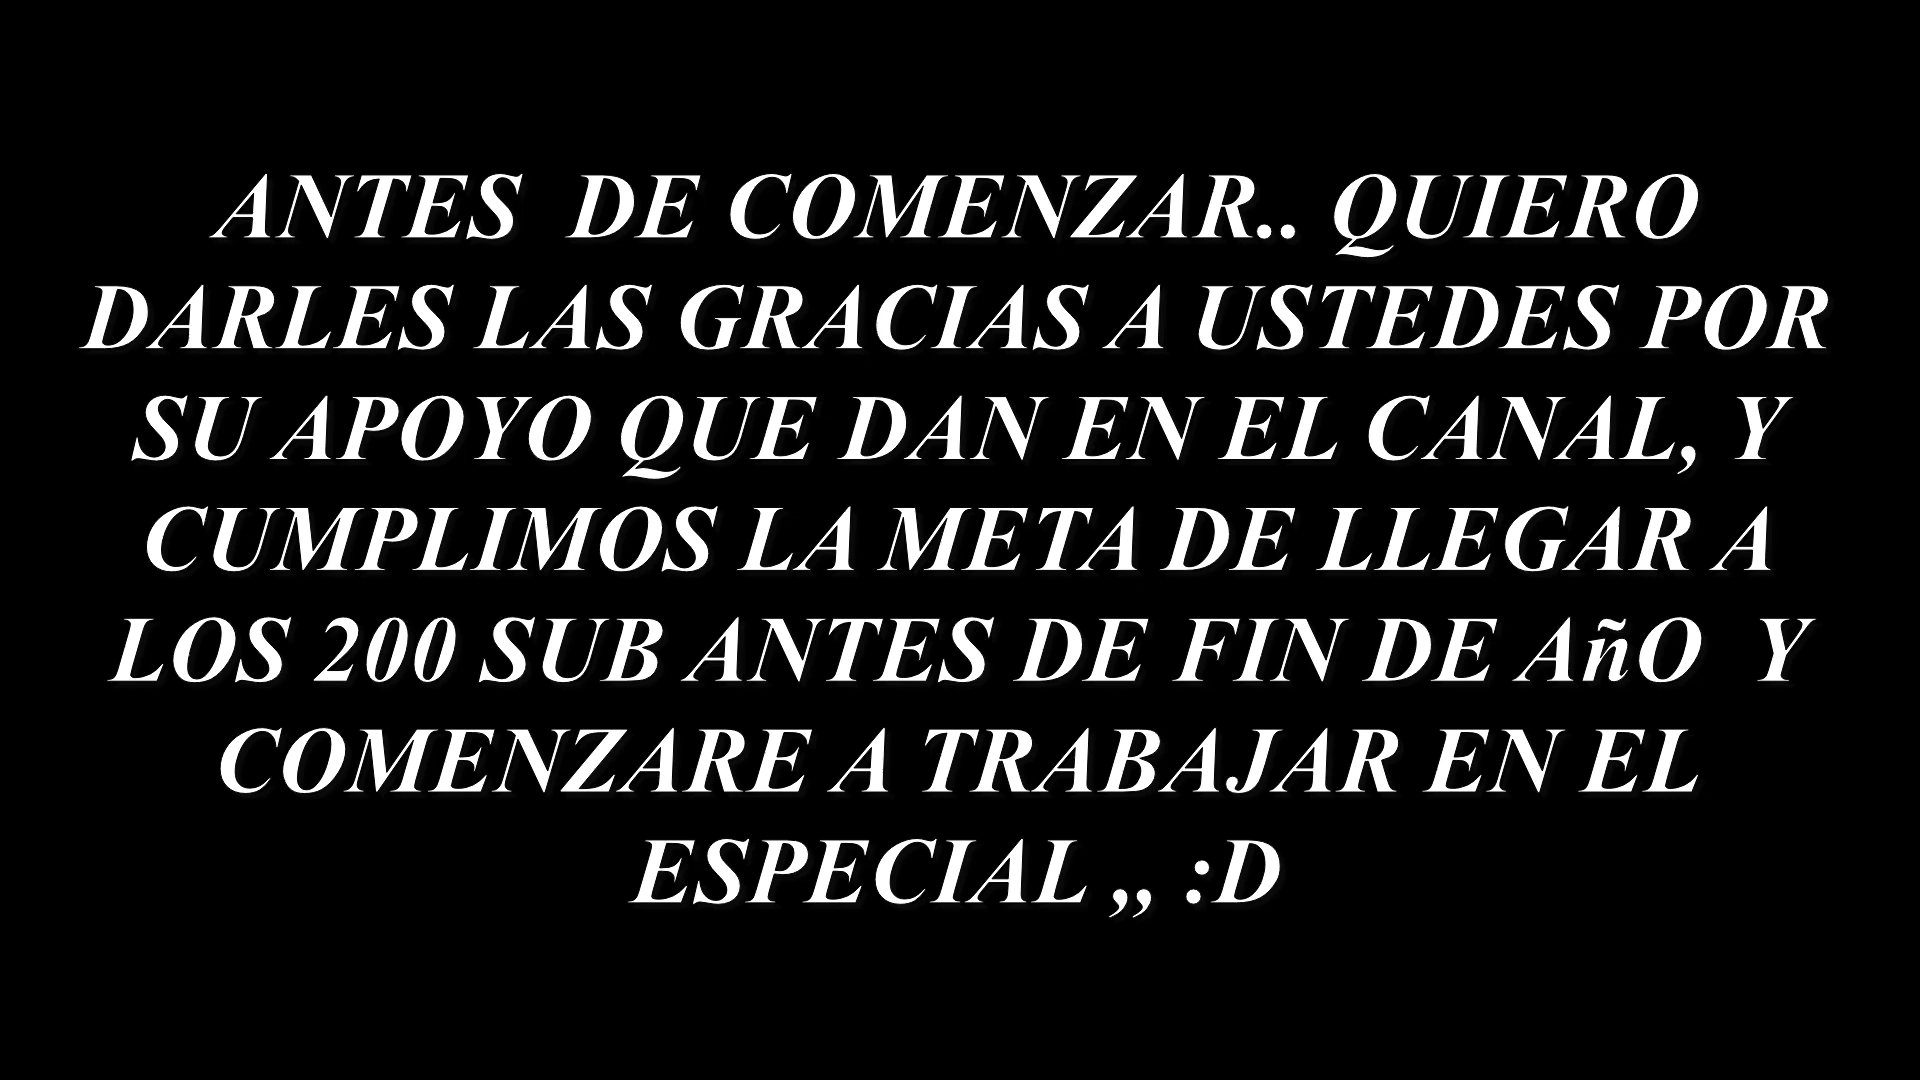 ANTES  DE COMENZAR.. QUIERO
DARLES LAS GRACIAS A USTEDES POR
SU APOYO QUE DAN EN EL CANAL, Y
CUMPLIMOS LA META DE LLEGAR A
LOS 200 SUB ANTES DE FIN DE AñO  Y
COMENZARE A TRABAJAR EN EL
ESPECIAL ,, :D